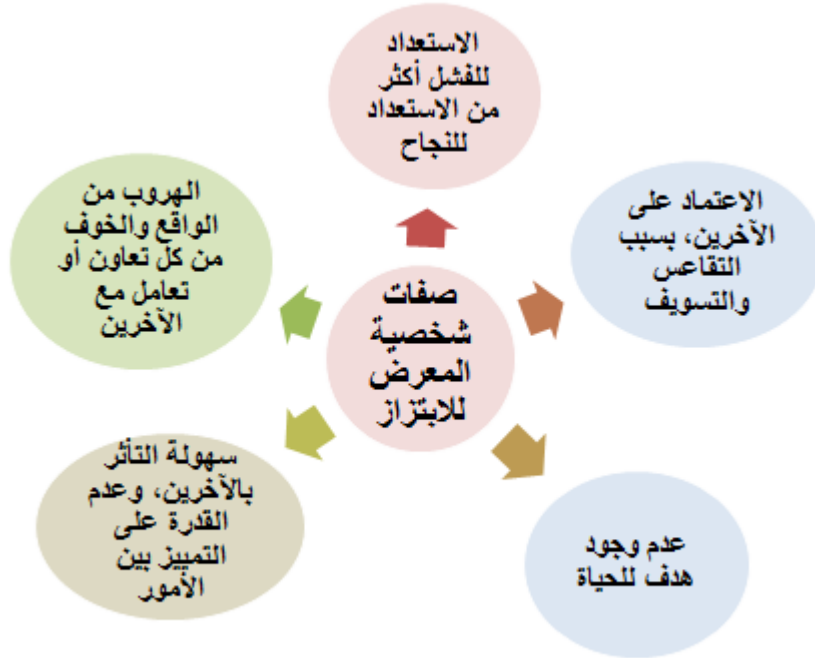 الاستعداد
للفشل أكثر
من الاستعداد
للنجاح
الاعتماد على
الآخرين، بسبب
التقاعس
والتسويف
عدم وجود
هدف للحياة
سهولة التأثر
بالآخرين، وعدم
القدرة على
التمييز بين
الأمور
الهروب من
الواقع والخوف
من كل تعاون أو
تعامل مع
الآخرين
صفات
شخصية
المعرض
للابتزاز